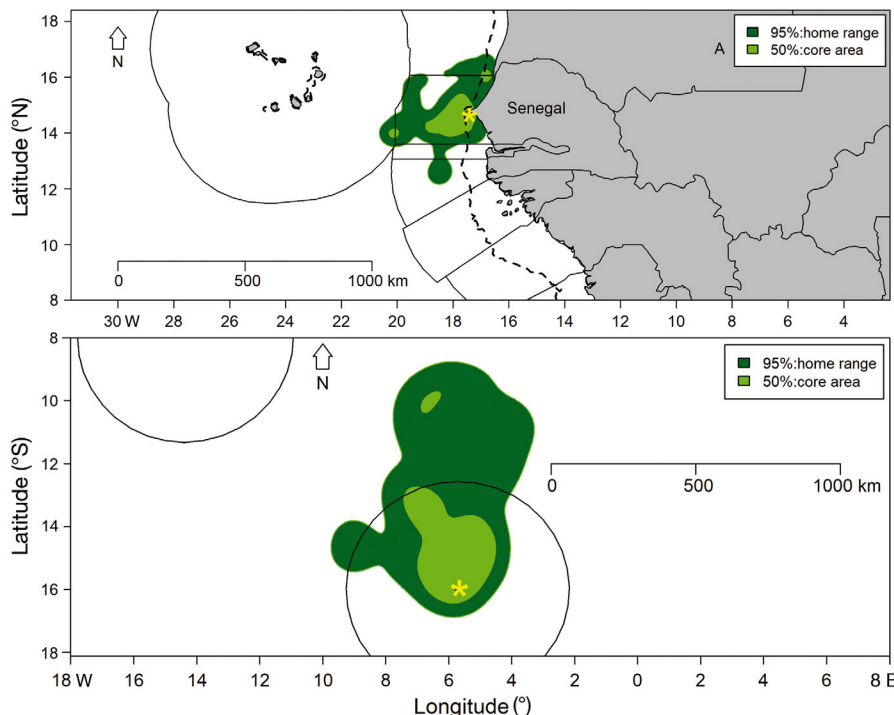 18
16
14
12
10
8
Latitude (°N)
N
A
95%:home range
50%:core area
Senegal
0
500
1000 km
30 W
28
26
24
22
20
18
16
14
12
10
8
6
4
8
10
12
14
16
18
Latitude (°S)
N
95%:home range
50%:core area
0
500
1000 km
18 W
16
14
12
10
8
6
4
2
0
2
4
6
8 E
Longitude (°)